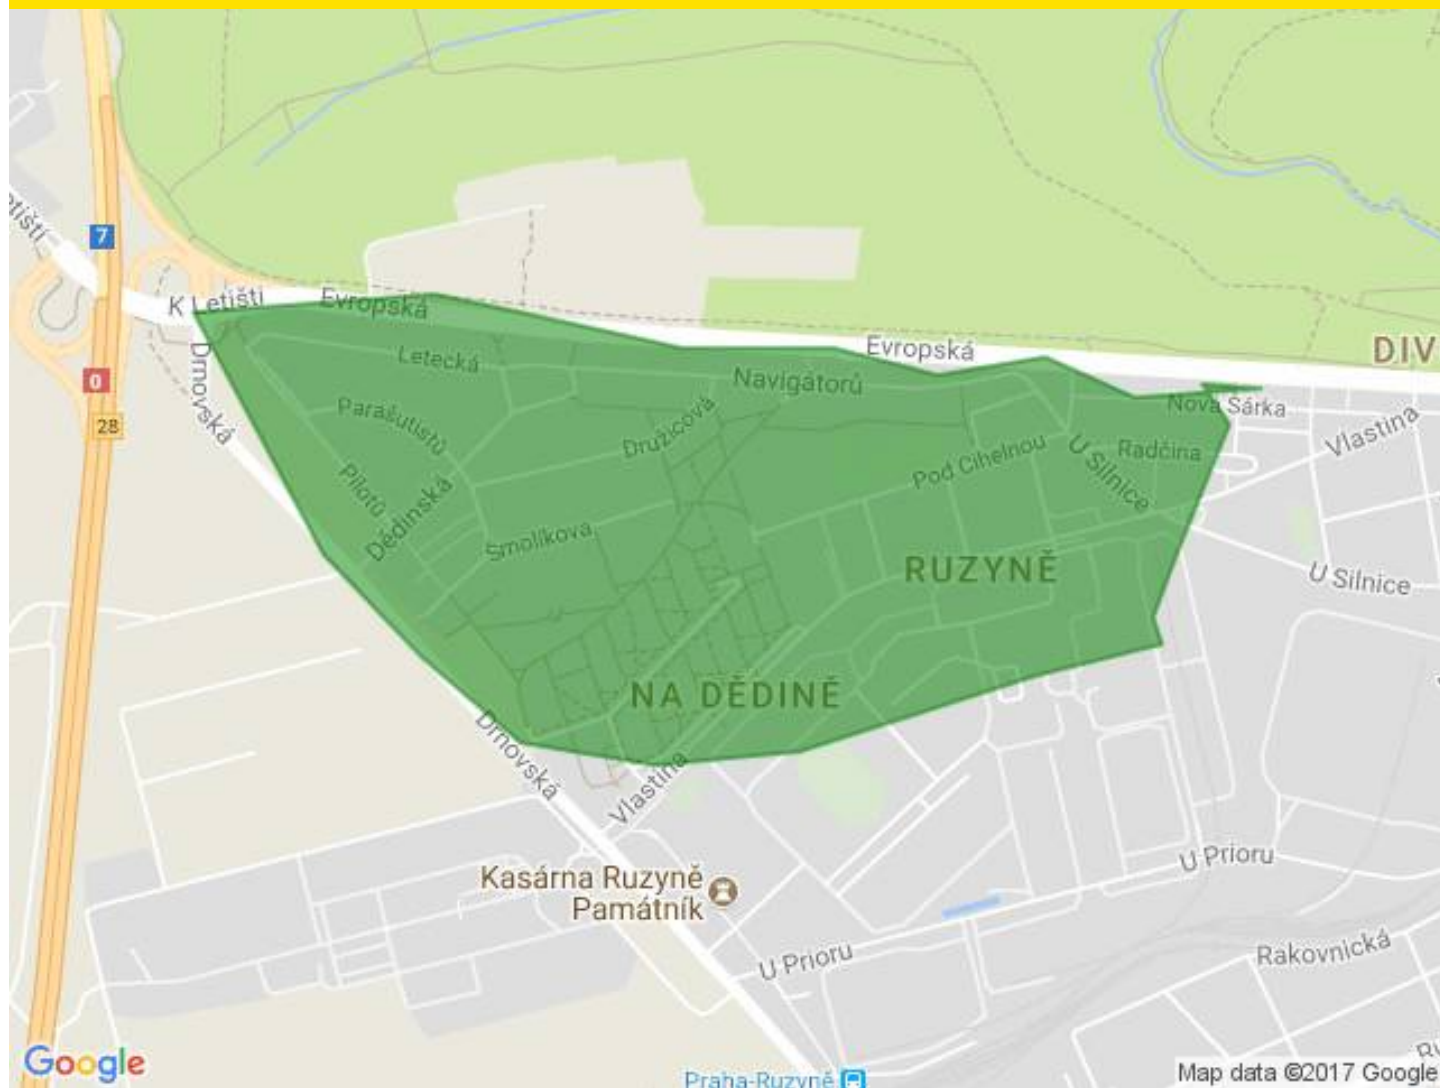 7
K Letišti
Evropská
Evropská
DIV
Letecká
Navigátorů
Drnovská
0
28
Parašutistů
Družicová
Nová Šárka
Vlastina
Radčina
Pod Cihelnou
U Silnice
Pilotů
Dědinská
Smolíkova
RUZYNĚ
U Silnice
NA DĚDINĚ
Drnovská
Vlastina
U Prioru
Kasárna Ruzyně
Památník
U Prioru
Rakovnická
Google
Praha-Ruzyně
Map data ©2017 Google